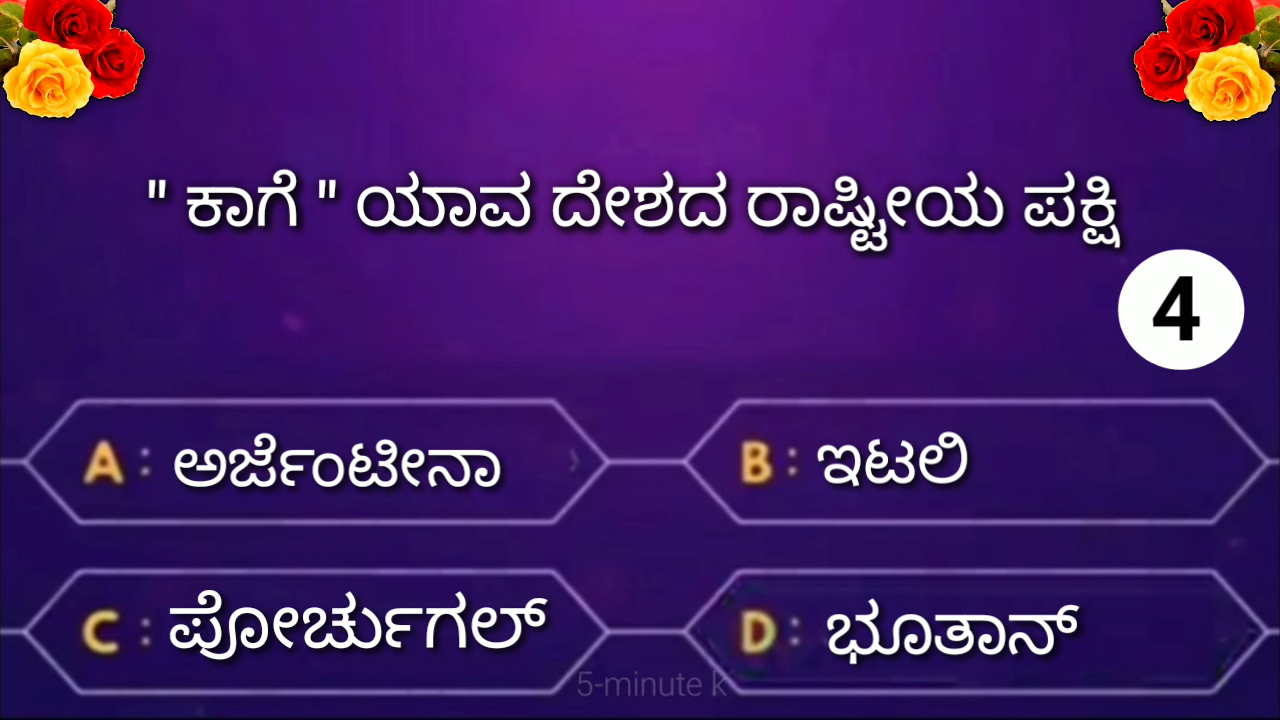 " ಕಾಗೆ " ಯಾವ ದೇಶದ ರಾಷ್ಟೀಯ ಪಕ್ಷಿ
4
A : ಅರ್ಜೆಂಟೀನಾ
B : ಇಟಲಿ
C : ಪೋರ್ಚುಗಲ್
D : ಭೂತಾನ್
5-minute k